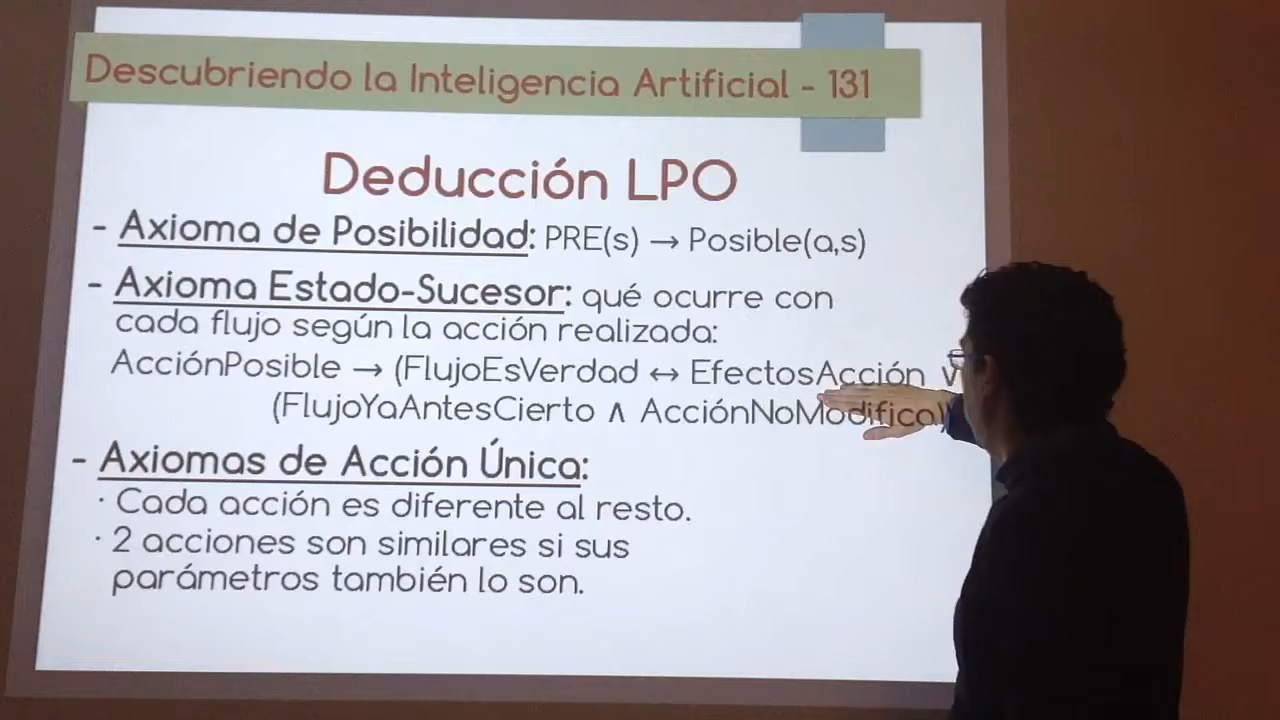 Descubriendo la Inteligencia Artificial - 131
Deducción LPO
- Axioma de Posibilidad: PRE(s) → Posible(a,s)
- Axioma Estado-Sucesor: qué ocurre con
cada flujo según la acción realizada:
AcciónPosible → (FlujoEsVerdad ↔ EfectosAcción ∨
(FlujoYaAntesCierto ∧ AcciónNoModifica))
- Axiomas de Acción Única:
· Cada acción es diferente al resto.
· 2 acciones son similares si sus
parámetros también lo son.